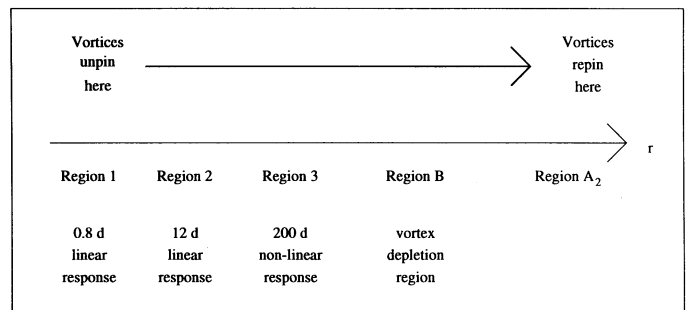 Vortices
unpin
here
Vortices
repin
here
r
Region 1
Region 2
Region 3
Region B
Region A2
0.8 d
linear
response
12 d
linear
response
200 d
non-linear
response
vortex
depletion
region